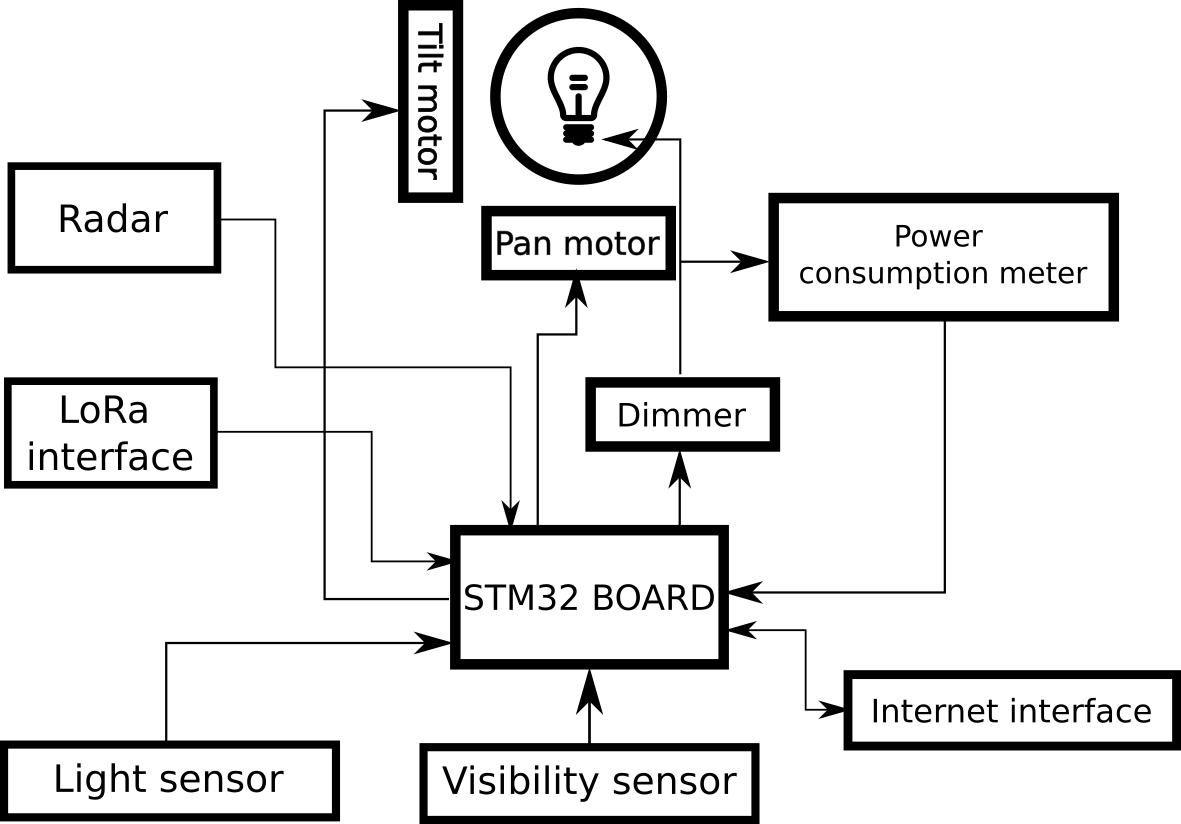 Tilt motor
Radar
Pan motor
Power
consumption meter
LoRa
interface
Dimmer
STM32 BOARD
Internet interface
Light sensor
Visibility sensor